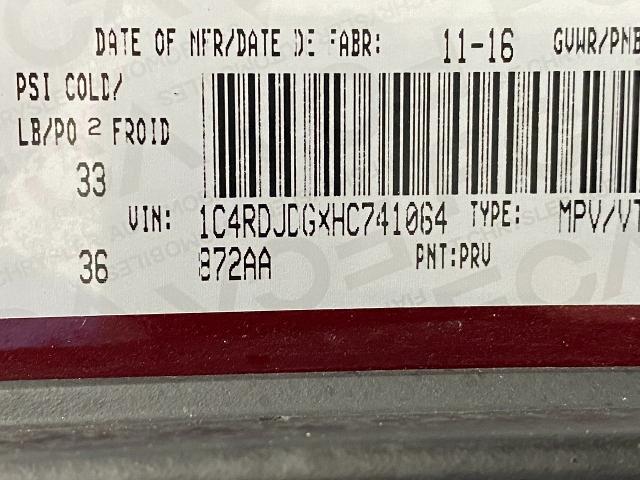 DATE OF MFR/DATE DE FABR: 11-16 GVWR/PNB
PSI COLD/
LB/PO 2 FROID
33
VIN: 1C4RDJDGXHC741064 TYPE: MPV/VT
36 872AA PNT:PRV